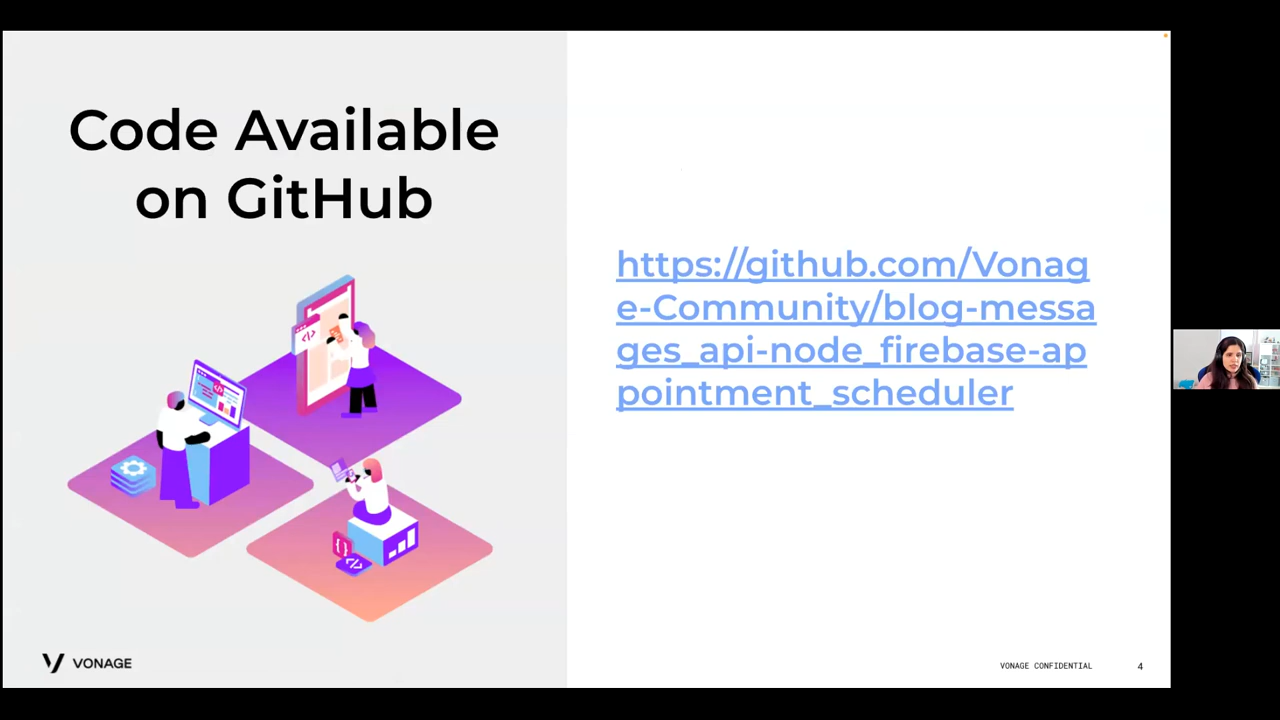 Code Available
on GitHub
https://github.com/Vonag
e-Community/blog-messa
ges_api-node_firebase-ap
pointment_scheduler
VONAGE
VONAGE CONFIDENTIAL
4